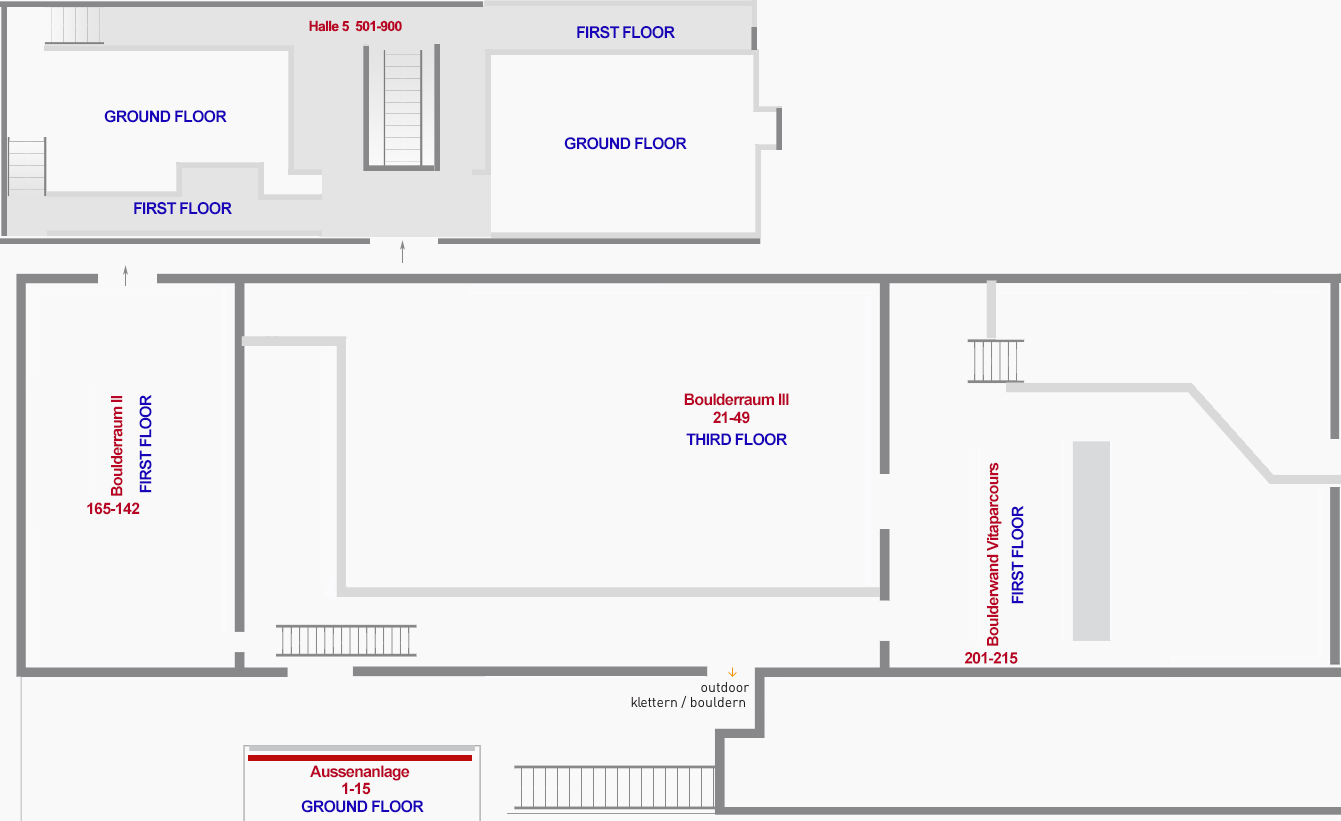 Halle 5 501-900
FIRST FLOOR
GROUND FLOOR
GROUND FLOOR
FIRST FLOOR
Boulderraum II
FIRST FLOOR
165-142
Boulderraum III
21-49
THIRD FLOOR
Boulderwand Vitaparcours
FIRST FLOOR
201-215
outdoor
klettern / bouldern
Aussenanlage
1-15
GROUND FLOOR